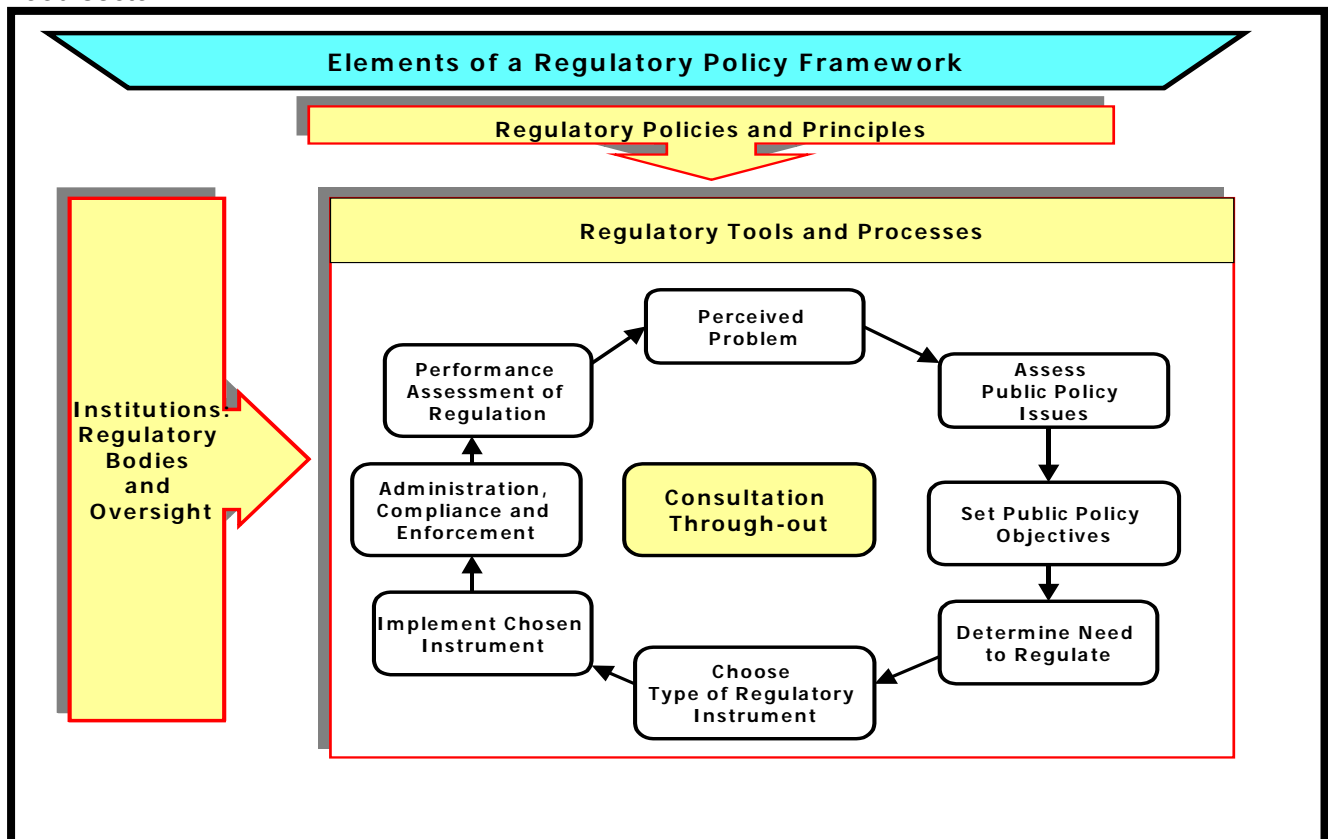 Elements of a Regulatory Policy Framework
Regulatory Policies and Principles
Institutions:
Regulatory
Bodies
and
Oversight
Regulatory Tools and Processes
Perceived
Problem
Assess
Public Policy
Issues
Set Public Policy
Objectives
Determine Need
to Regulate
Choose
Type of Regulatory
Instrument
Implement Chosen
Instrument
Administration,
Compliance and
Enforcement
Performance
Assessment of
Regulation
Consultation
Through-out